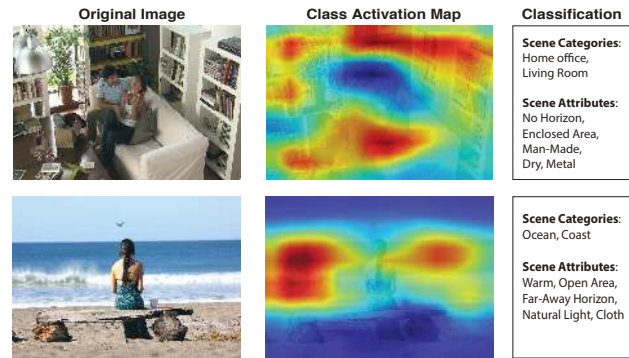 Original Image
Class Activation Map
Classification
Scene Categories:
Home office,
Living Room
Scene Attributes:
No Horizon,
Enclosed Area,
Man-Made,
Dry, Metal
Scene Categories:
Ocean, Coast
Scene Attributes:
Warm, Open Area,
Far-Away Horizon,
Natural Light, Cloth